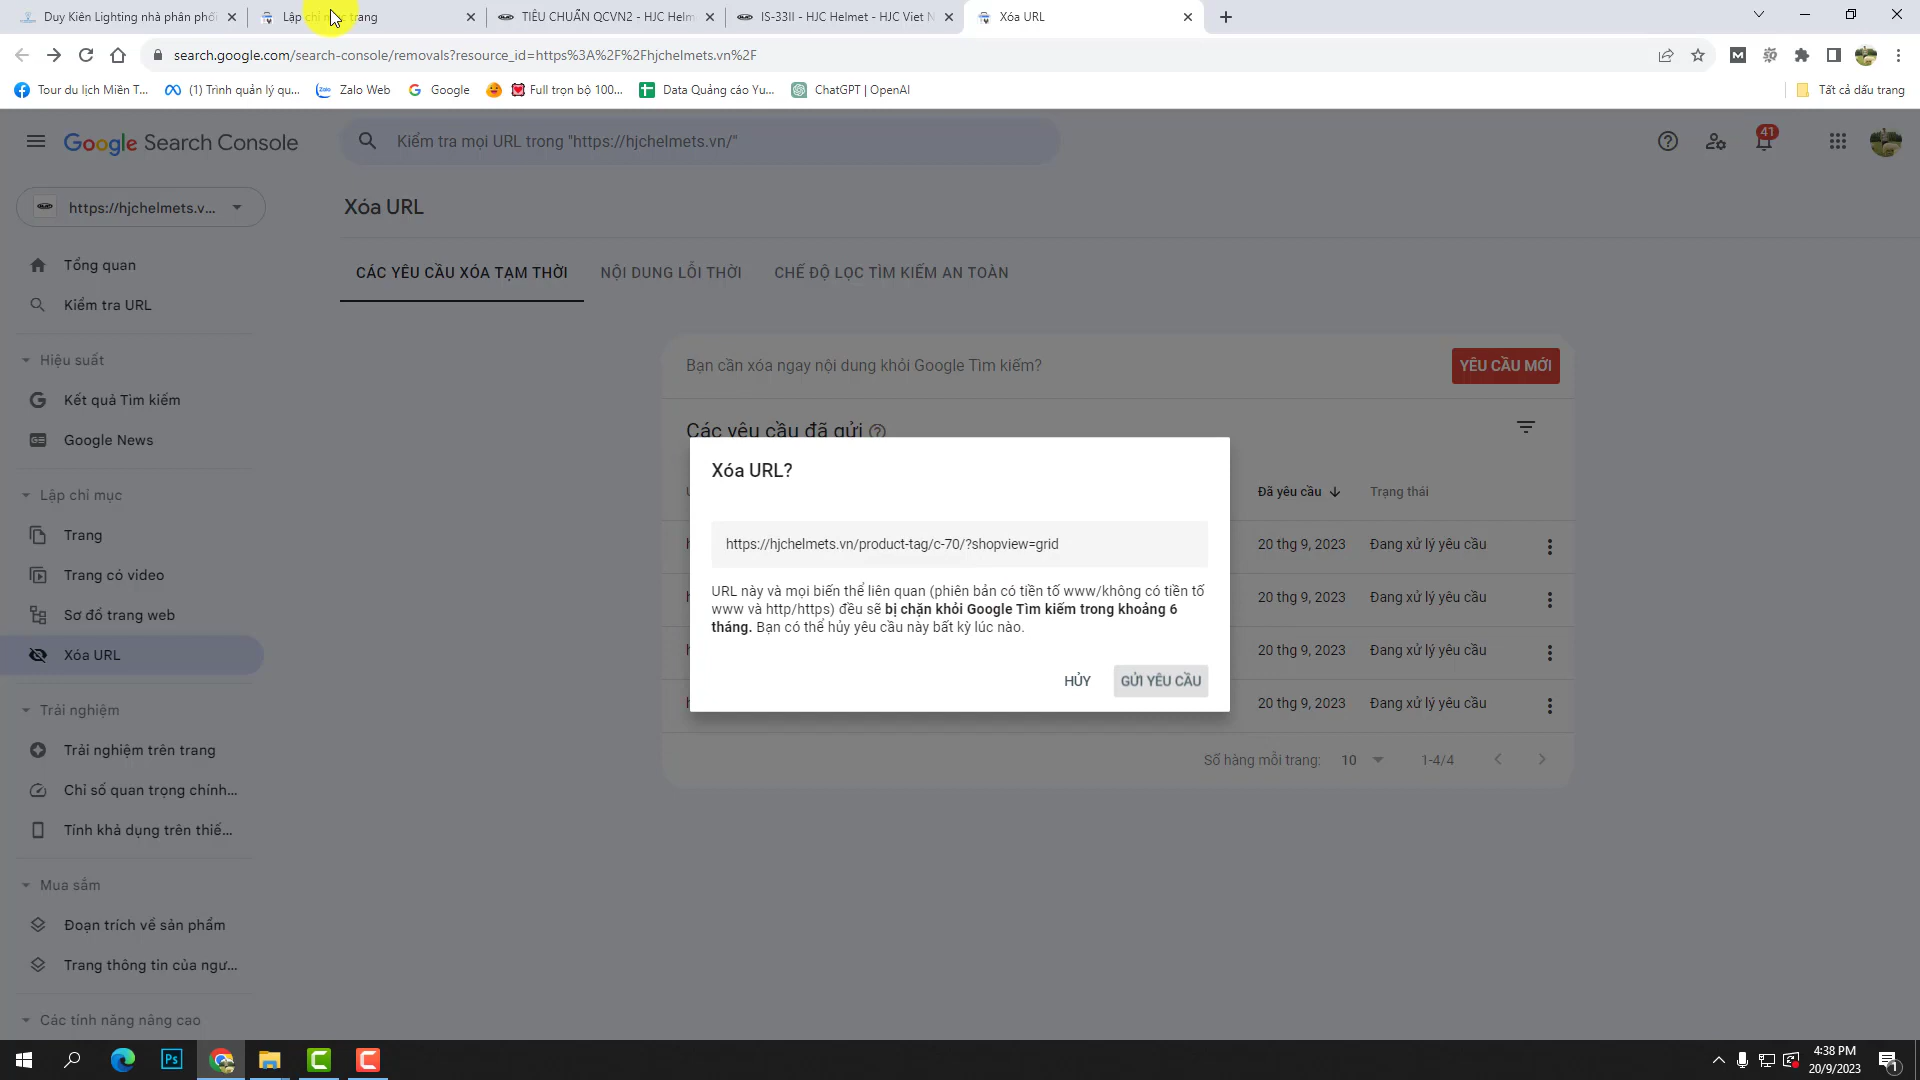 Duy Kiên Lighting nhà phân phối
Lập chỉ mục trang
TIÊU CHUẨN QCVN2 - HJC Helm
IS-33II - HJC Helmet - HJC Viet N
Xóa URL
search.google.com/search-console/removals?resource_id=https%3A%2F%2Fhjchelmets.vn%2F
Tour du lịch Miền T...
(1) Trình quản lý qu...
Zalo Web
Google
Full trọn bộ 100...
Data Quảng cáo Yu...
ChatGPT | OpenAI
Tất cả dấu trang
Google Search Console
Kiểm tra mọi URL trong "https://hjchelmets.vn/"
41
https://hjchelmets.v...
Xóa URL
Tổng quan
Kiểm tra URL
CÁC YÊU CẦU XÓA TẠM THỜI
NỘI DUNG LỖI THỜI
CHẾ ĐỘ LỌC TÌM KIẾM AN TOÀN
Hiệu suất
Kết quả Tìm kiếm
Google News
Lập chỉ mục
Trang
Trang có video
Sơ đồ trang web
Xóa URL
Trải nghiệm
Trải nghiệm trên trang
Chỉ số quan trọng chính...
Tính khả dụng trên thiế...
Mua sắm
Đoạn trích về sản phẩm
Trang thông tin của ngư...
Các tính năng nâng cao
Bạn cần xóa ngay nội dung khỏi Google Tìm kiếm?
YÊU CẦU MỚI
Các yêu cầu đã gửi
Đã yêu cầu
Trạng thái
20 thg 9, 2023 Đang xử lý yêu cầu
20 thg 9, 2023 Đang xử lý yêu cầu
20 thg 9, 2023 Đang xử lý yêu cầu
20 thg 9, 2023 Đang xử lý yêu cầu
Số hàng mỗi trang: 10 1-4/4
Xóa URL?
https://hjchelmets.vn/product-tag/c-70/?shopview=grid
URL này và mọi biến thể liên quan (phiên bản có tiền tố www/không có tiền tố
www và http/https) đều sẽ bị chặn khỏi Google Tìm kiếm trong khoảng 6
tháng. Bạn có thể hủy yêu cầu này bất kỳ lúc nào.
HỦY
GỬI YÊU CẦU
Ps
4:38 PM
20/9/2023
1